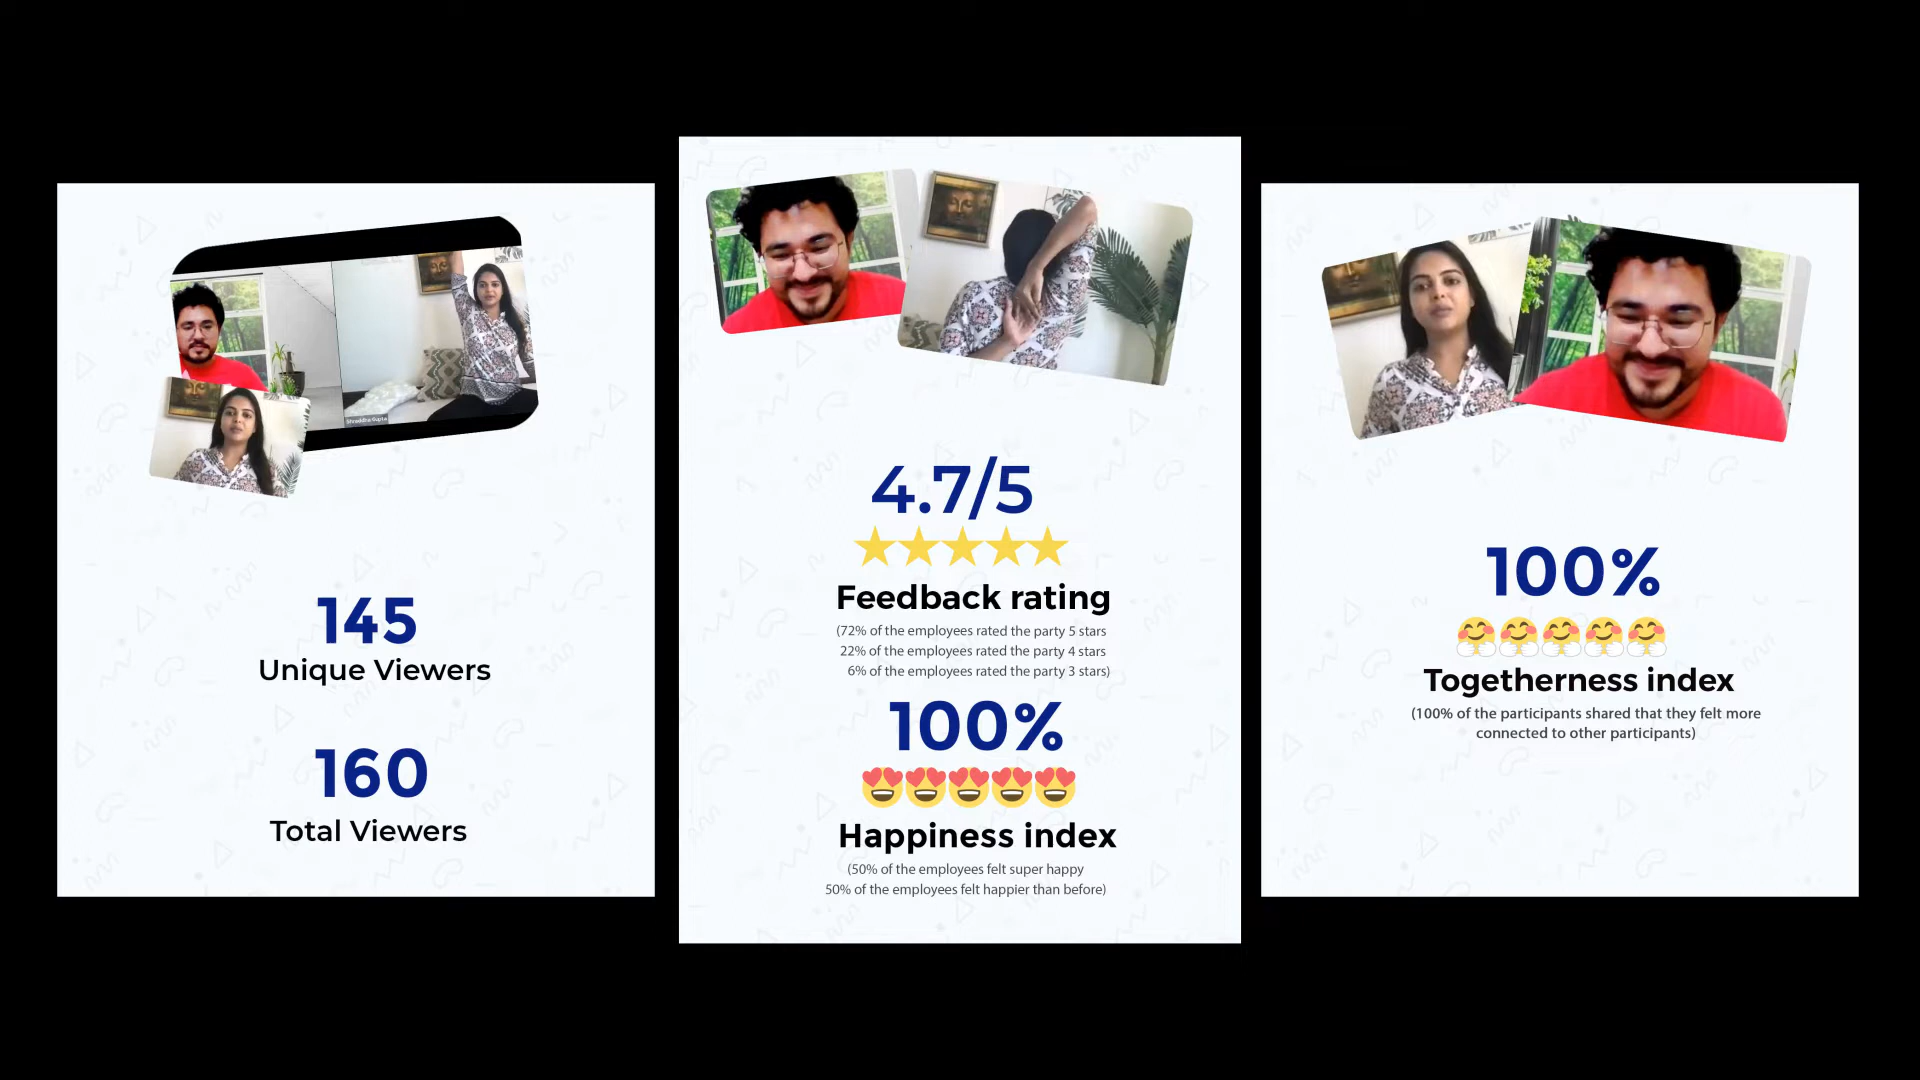 Shraddha Gupta
145
Unique Viewers
160
Total Viewers
4.7/5
Feedback rating
(72% of the employees rated the party 5 stars
22% of the employees rated the party 4 stars
6% of the employees rated the party 3 stars)
100%
Happiness index
(50% of the employees felt super happy
50% of the employees felt happier than before)
100%
Togetherness index
(100% of the participants shared that they felt more
connected to other participants)